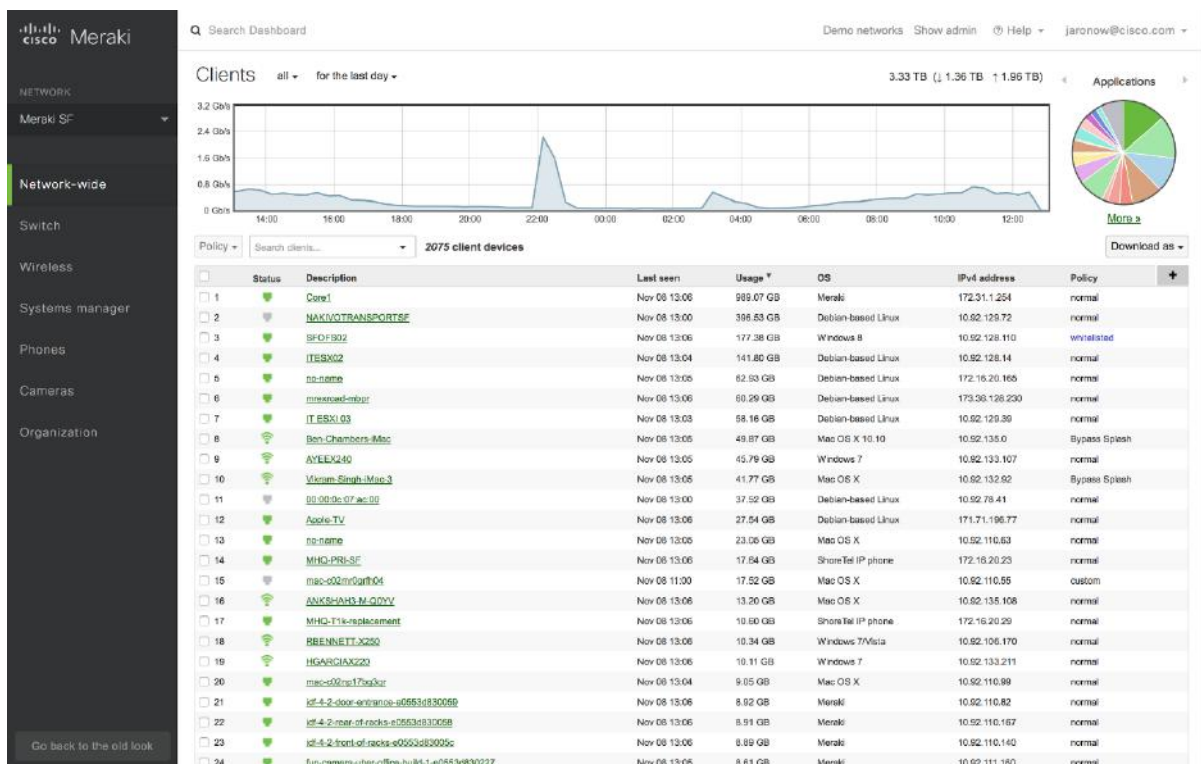 cisco Meraki
Search Dashboard
Demo networks Show admin Help jaronow@cisco.com
NETWORK
Meraki SF
Network-wide
Switch
Wireless
Systems manager
Phones
Cameras
Organization
Go back to the old look
Clients all for the last day
3.33 TB (↓ 1.36 TB ↑ 1.96 TB)
Applications
3.2 Gb/s
2.4 Gb/s
1.6 Gb/s
0.8 Gb/s
0 Gb/s
14:00 16:00 18:00 20:00 22:00 00:00 02:00 04:00 06:00 08:00 10:00 12:00
More »
Policy Search clients... 2075 client devices Download as
Status Description Last seen Usage OS IPv4 address Policy +
1 Core1 Nov 08 13:06 989.07 GB Meraki 172.31.1.254 normal
2 NAKIVOTRANSPORTSF Nov 08 13:00 396.53 GB Debian-based Linux 10.92.129.72 normal
3 SFOFS02 Nov 08 13:06 177.38 GB Windows 8 10.92.128.110 whitelisted
4 ITESX02 Nov 08 13:04 141.80 GB Debian-based Linux 10.92.128.14 normal
5 no-name Nov 08 13:05 62.93 GB Debian-based Linux 172.16.20.165 normal
6 mrexroad-mbpr Nov 08 13:06 60.29 GB Debian-based Linux 173.36.128.230 normal
7 IT ESXI 03 Nov 08 13:03 58.16 GB Debian-based Linux 10.92.129.39 normal
8 Ben-Chambers-iMac Nov 08 13:05 49.87 GB Mac OS X 10.10 10.92.135.0 Bypass Splash
9 AYEEX240 Nov 08 13:05 45.79 GB Windows 7 10.92.133.107 normal
10 Vikram-Singh-iMac-3 Nov 08 13:05 41.77 GB Mac OS X 10.92.132.92 Bypass Splash
11 00:00:0c:07:ac:00 Nov 08 13:00 37.52 GB Debian-based Linux 10.92.78.41 normal
12 Apple-TV Nov 08 13:06 27.54 GB Debian-based Linux 171.71.196.77 normal
13 no-name Nov 08 13:05 23.05 GB Mac OS X 10.92.110.63 normal
14 MHQ-PRI-SF Nov 08 13:06 17.64 GB ShoreTel IP phone 172.16.20.23 normal
15 Nov 08 11:00 17.52 GB Mac OS X 10.92.110.55 custom
16 ANKSHAH3-M-Q0YV Nov 08 13:06 13.20 GB Mac OS X 10.92.135.108 normal
17 MHQ-T1k-replacement Nov 08 13:06 10.60 GB ShoreTel IP phone 172.16.20.29 normal
18 RBENNETT-X250 Nov 08 13:06 10.34 GB Windows 7/Vista 10.92.106.170 normal
19 HGARCIAX220 Nov 08 13:06 10.11 GB Windows 7 10.92.133.211 normal
20 Nov 08 13:04 9.05 GB Mac OS X 10.92.110.99 normal
21 idf-4-2-door-entrance-e0553d830059 Nov 08 13:06 8.92 GB Meraki 10.92.110.82 normal
22 idf-4-2-rear-of-racks-e0553d830058 Nov 08 13:06 8.91 GB Meraki 10.92.110.167 normal
23 idf-4-2-front-of-racks-e0553d83005c Nov 08 13:06 8.89 GB Meraki 10.92.110.140 normal
24 Nov 08 13:05 8.61 GB Meraki 10.92.111.160 normal